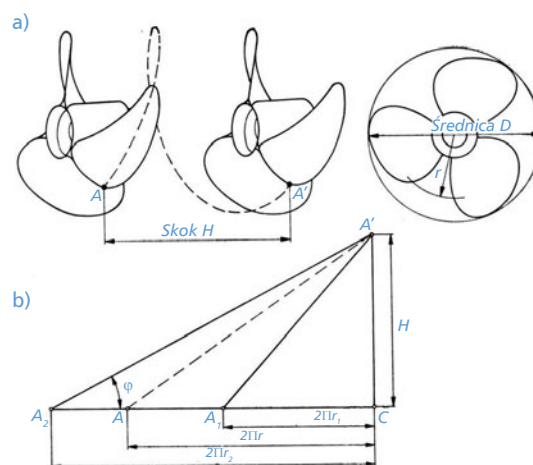 a)
Średnica D
r
A
A'
Skok H
A'
b)
H
φ
A₂
A
A₁
C
2Πr₁
2Πr
2Πr₂